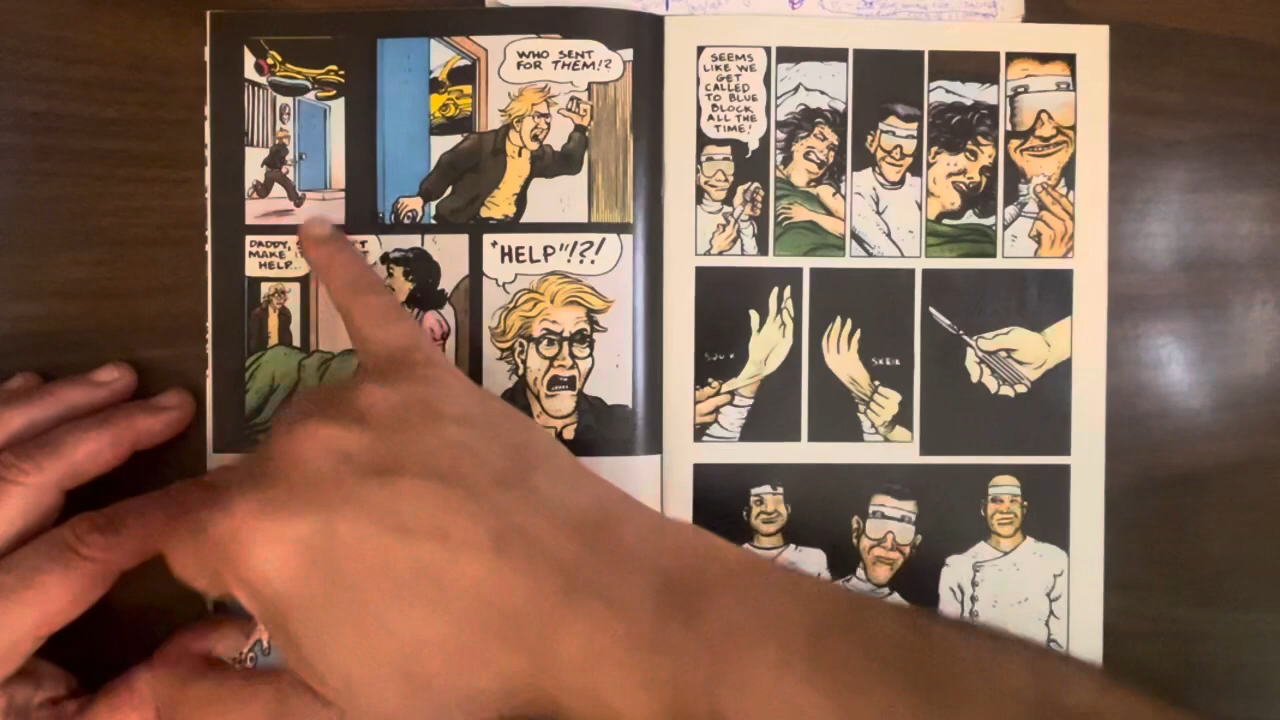 WHO SENT
FOR THEM!?
DADDY,
MAKE
HELP...
"HELP"!?!
SEEMS
LIKE WE
GET
CALLED
TO BLUE
BLOCK
ALL THE
TIME!